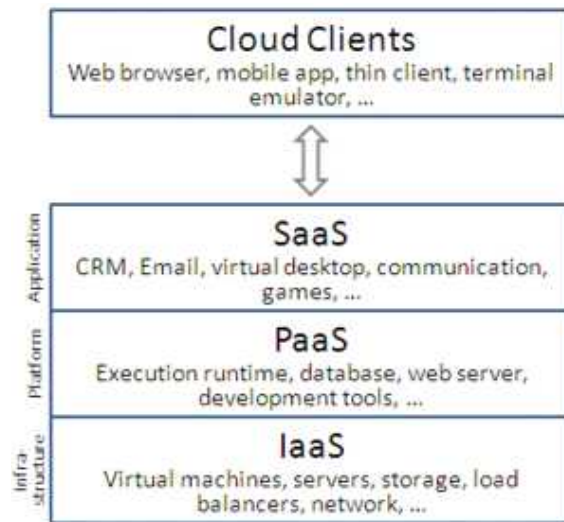 Cloud Clients
Web browser, mobile app, thin client, terminal
emulator, ...
Application
SaaS
CRM, Email, virtual desktop, communication,
games, ...
Platform
PaaS
Execution runtime, database, web server,
development tools, ...
Infra-
structure
IaaS
Virtual machines, servers, storage, load
balancers, network, ...